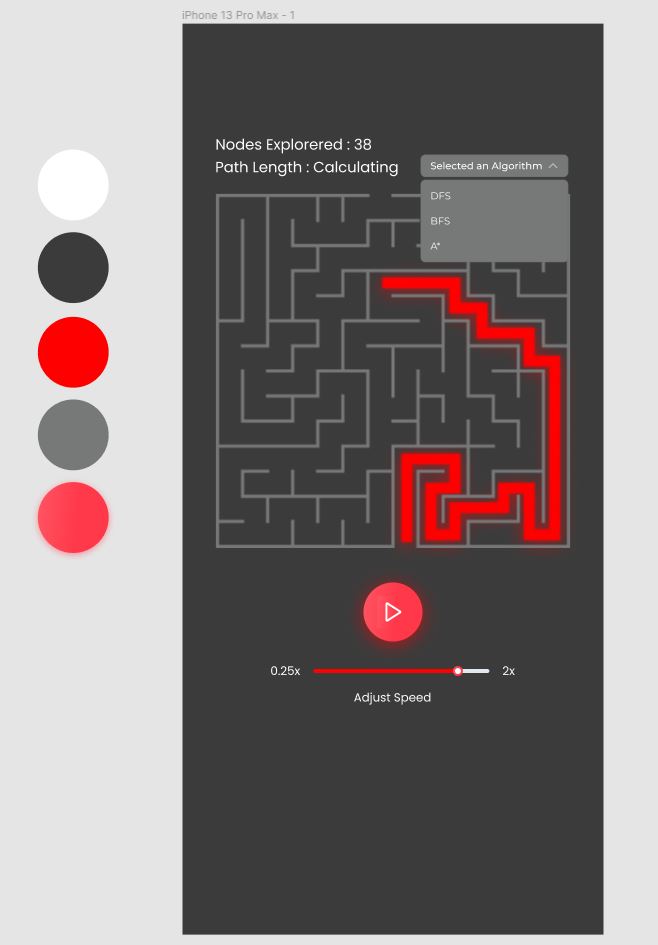 iPhone 13 Pro Max - 1
Nodes Explorered : 38
Path Length : Calculating
Selected an Algorithm
DFS
BFS
A*
0.25x
2x
Adjust Speed